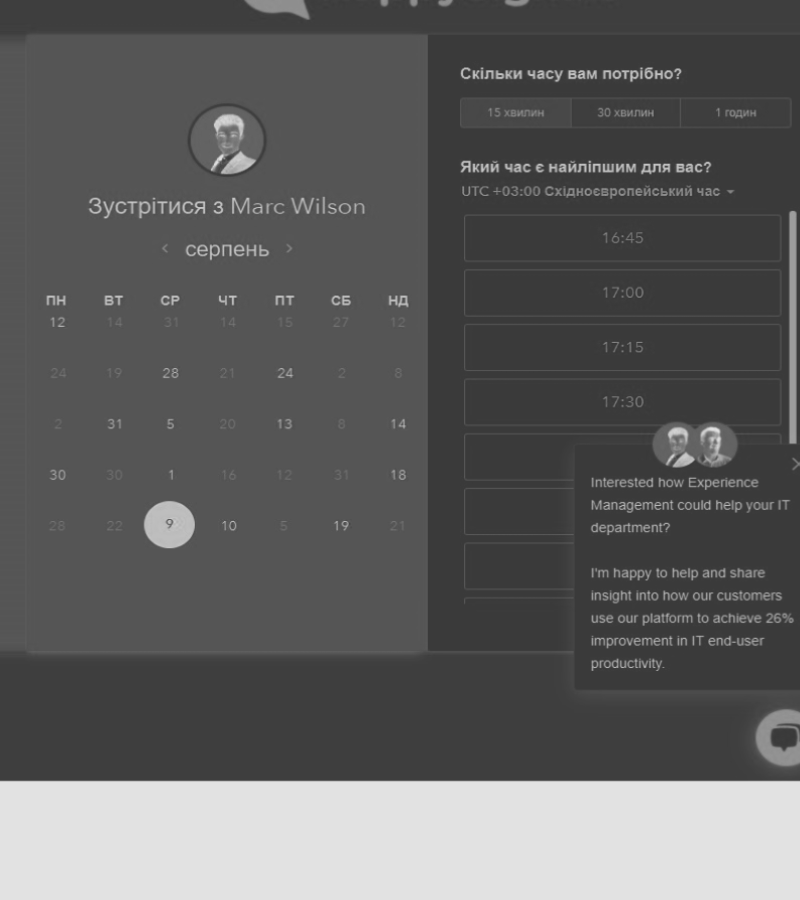 Зустрітися з Marc Wilson
серпень
ПН ВТ СР ЧТ ПТ СБ НД
12 14 31 14 15 27 12
24 19 28 21 24 2 8
2 31 5 20 13 8 14
30 30 1 16 12 31 18
28 22 9 10 5 19 21
Скільки часу вам потрібно?
15 хвилин 30 хвилин 1 годин
Який час є найліпшим для вас?
UTC +03:00 Східноєвропейський час
16:45
17:00
17:15
17:30
Interested how Experience
Management could help your IT
department?
I'm happy to help and share
insight into how our customers
use our platform to achieve 26%
improvement in IT end-user
productivity.